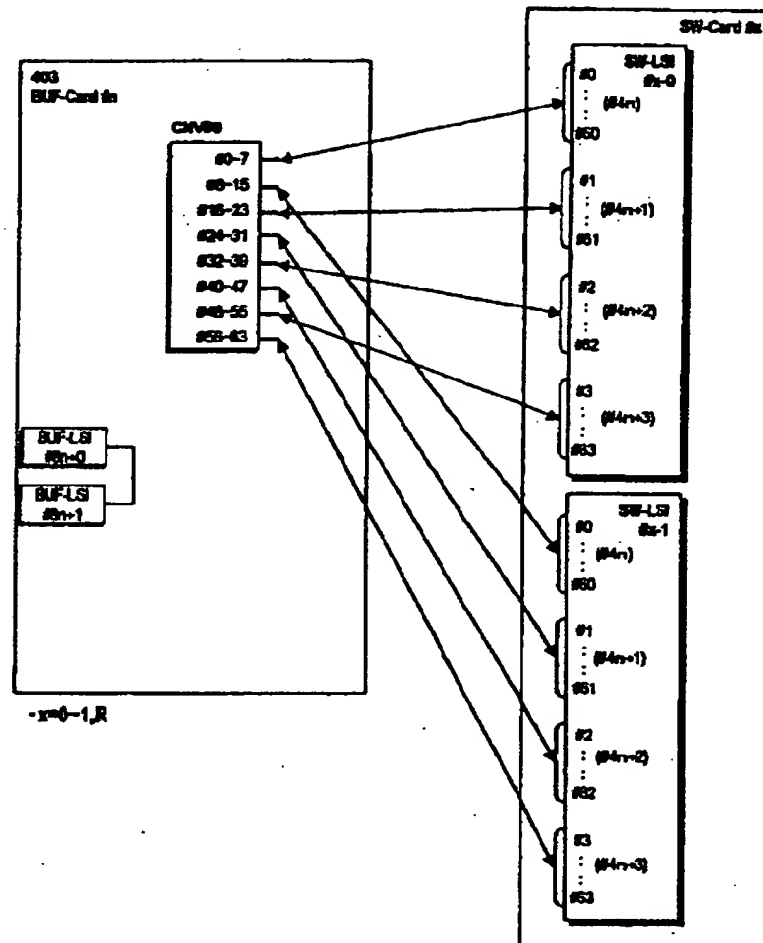 403
BUF-Card #n
#0-7
#8-15
#16-23
#24-31
#32-39
#40-47
#48-55
#56-63
BUF-LSI
#8n+0
BUF-LSI
#8n+1
- x=0-1,R
SW-Card #x
SW-LSI
#x-0
#0
(#4n)
#60
#1
(#4n+1)
#61
#2
(#4n+2)
#62
#3
(#4n+3)
#63
SW-LSI
#x-1
#0
(#4n)
#60
#1
(#4n+1)
#61
#2
(#4n+2)
#62
#3
(#4n+3)
#63